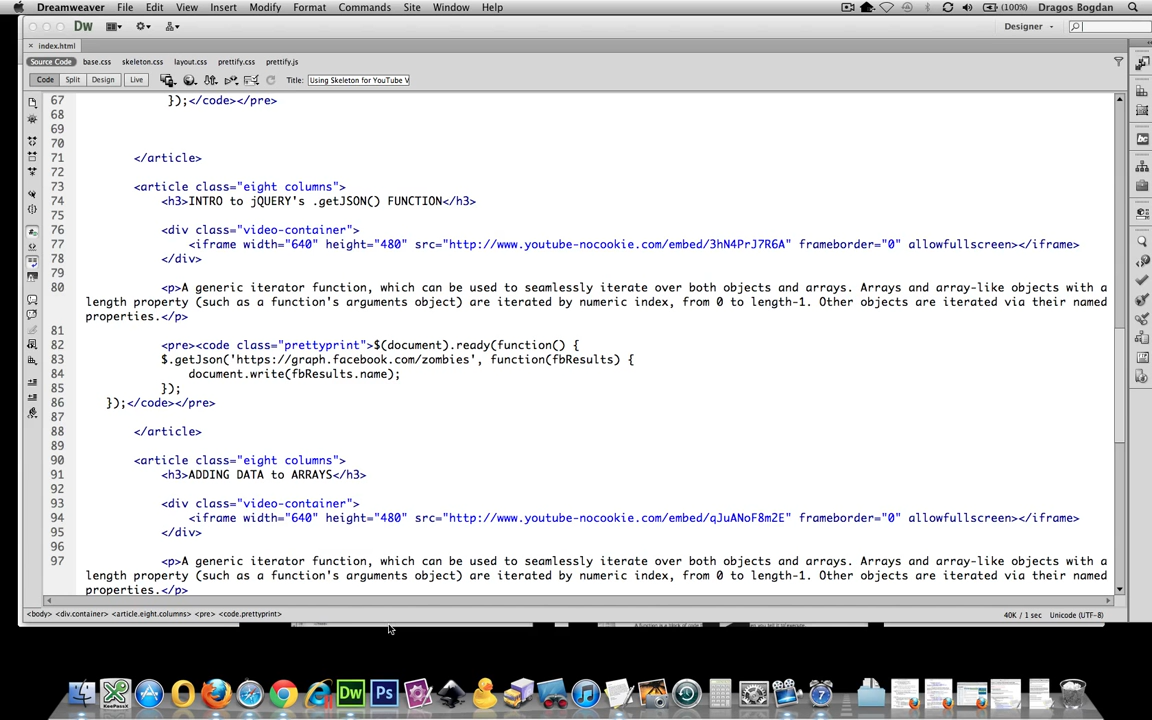 Dreamweaver File Edit View Insert Modify Format Commands Site Window Help (100%) Dragos Bogdan
Dw Designer
× index.html
Source Code base.css skeleton.css layout.css prettify.css prettify.js
Code Split Design Live Title: Using Skeleton for YouTube V
67 });</code></pre>
68
69
70
71 </article>
72
73 <article class="eight columns">
74 <h3>INTRO to jQUERY's .getJSON() FUNCTION</h3>
75
76 <div class="video-container">
77 <iframe width="640" height="480" src="http://www.youtube-nocookie.com/embed/3hN4PrJ7R6A" frameborder="0" allowfullscreen></iframe>
78 </div>
79
80 <p>A generic iterator function, which can be used to seamlessly iterate over both objects and arrays. Arrays and array-like objects with a
length property (such as a function's arguments object) are iterated by numeric index, from 0 to length-1. Other objects are iterated via their named
properties.</p>
81
82 <pre><code class="prettyprint">$(document).ready(function() {
83 $.getJson('https://graph.facebook.com/zombies', function(fbResults) {
84 document.write(fbResults.name);
85 });
86 });</code></pre>
87
88 </article>
89
90 <article class="eight columns">
91 <h3>ADDING DATA to ARRAYS</h3>
92
93 <div class="video-container">
94 <iframe width="640" height="480" src="http://www.youtube-nocookie.com/embed/qJuANoF8m2E" frameborder="0" allowfullscreen></iframe>
95 </div>
96
97 <p>A generic iterator function, which can be used to seamlessly iterate over both objects and arrays. Arrays and array-like objects with a
length property (such as a function's arguments object) are iterated by numeric index, from 0 to length-1. Other objects are iterated via their named
properties.</p>
<body> <div.container> <article.eight.columns> <pre> <code.prettyprint> 40K / 1 sec Unicode (UTF-8)
A function is a block of code
Dw Ps 7